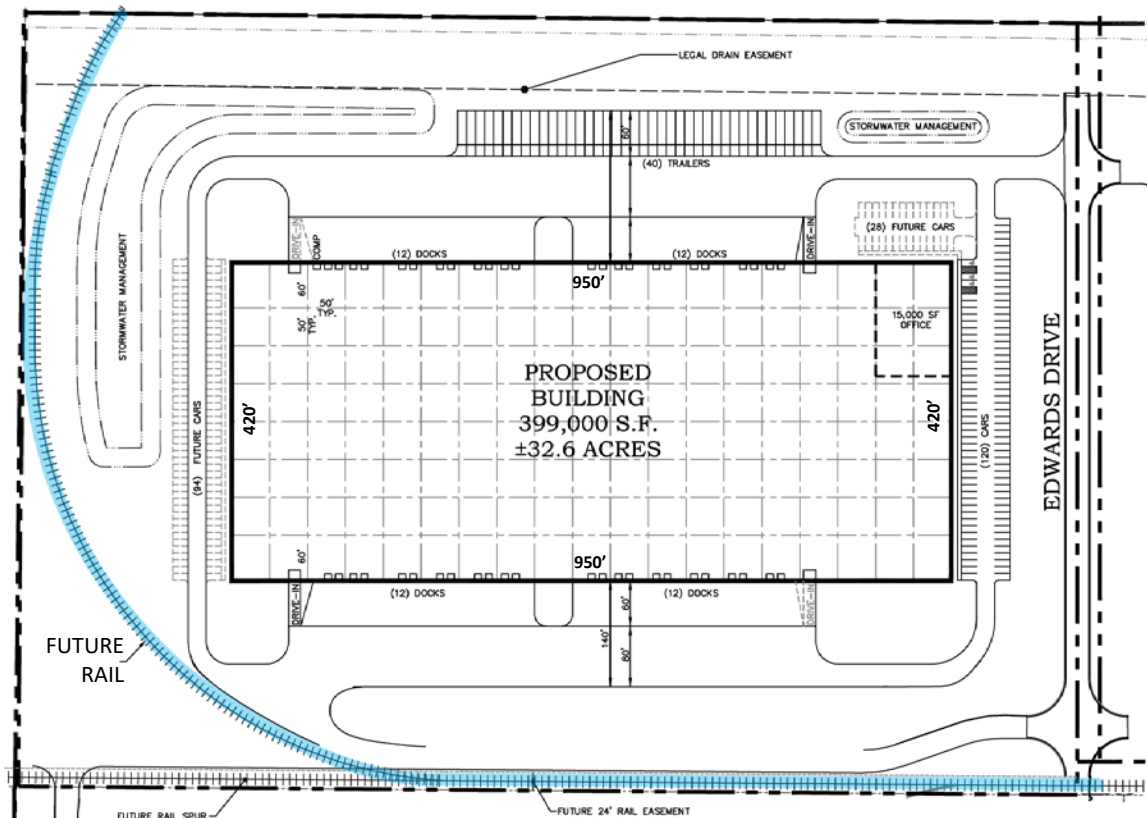 LEGAL DRAIN EASEMENT
STORMWATER MANAGEMENT
60'
(40) TRAILERS
DRIVE-IN
COMP
(12) DOCKS
(12) DOCKS
DRIVE-IN
(28) FUTURE CARS
950'
60'
50'
TYP.
50'
TYP.
15,000 SF
OFFICE
STORMWATER MANAGEMENT
PROPOSED
BUILDING
399,000 S.F.
±32.6 ACRES
420'
420'
(94) FUTURE CARS
(120) CARS
EDWARDS DRIVE
60'
950'
DRIVE-IN
(12) DOCKS
(12) DOCKS
DRIVE-IN
60'
140'
80'
FUTURE
RAIL
FUTURE RAIL SPUR
FUTURE 24' RAIL EASEMENT